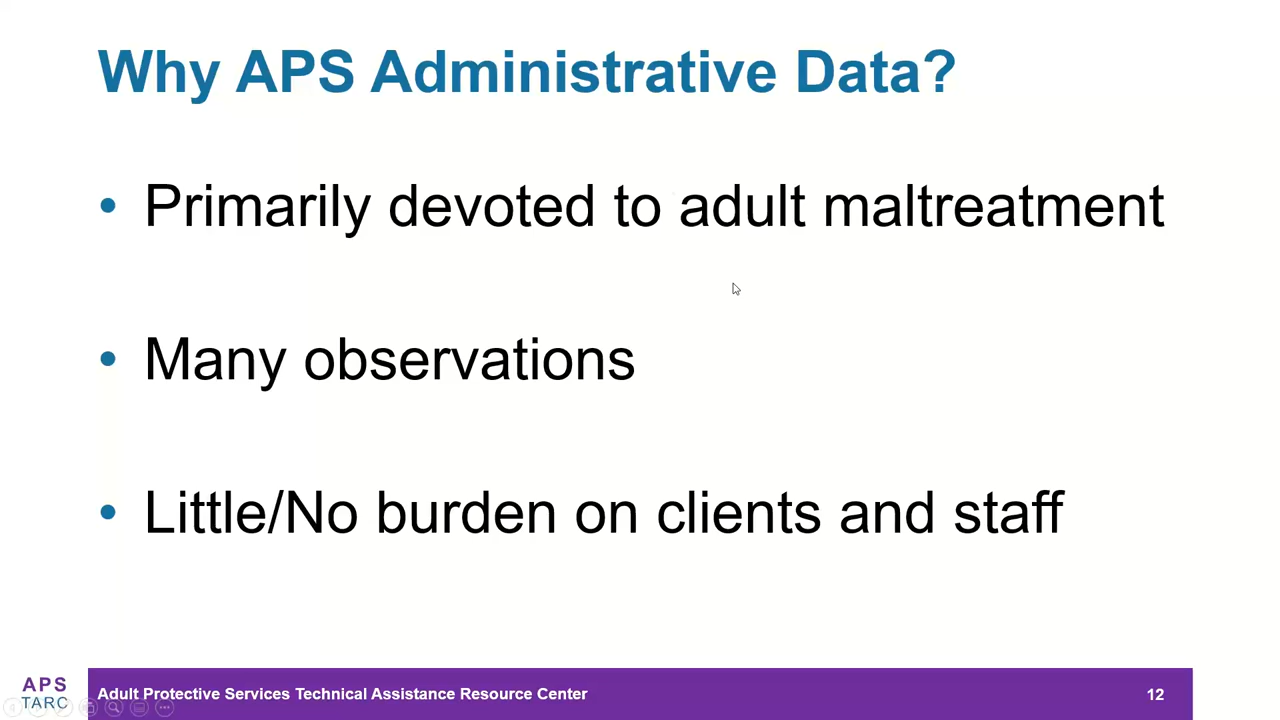 Why APS Administrative Data?
• Primarily devoted to adult maltreatment
• Many observations
• Little/No burden on clients and staff
APS
TARC
Adult Protective Services Technical Assistance Resource Center
12